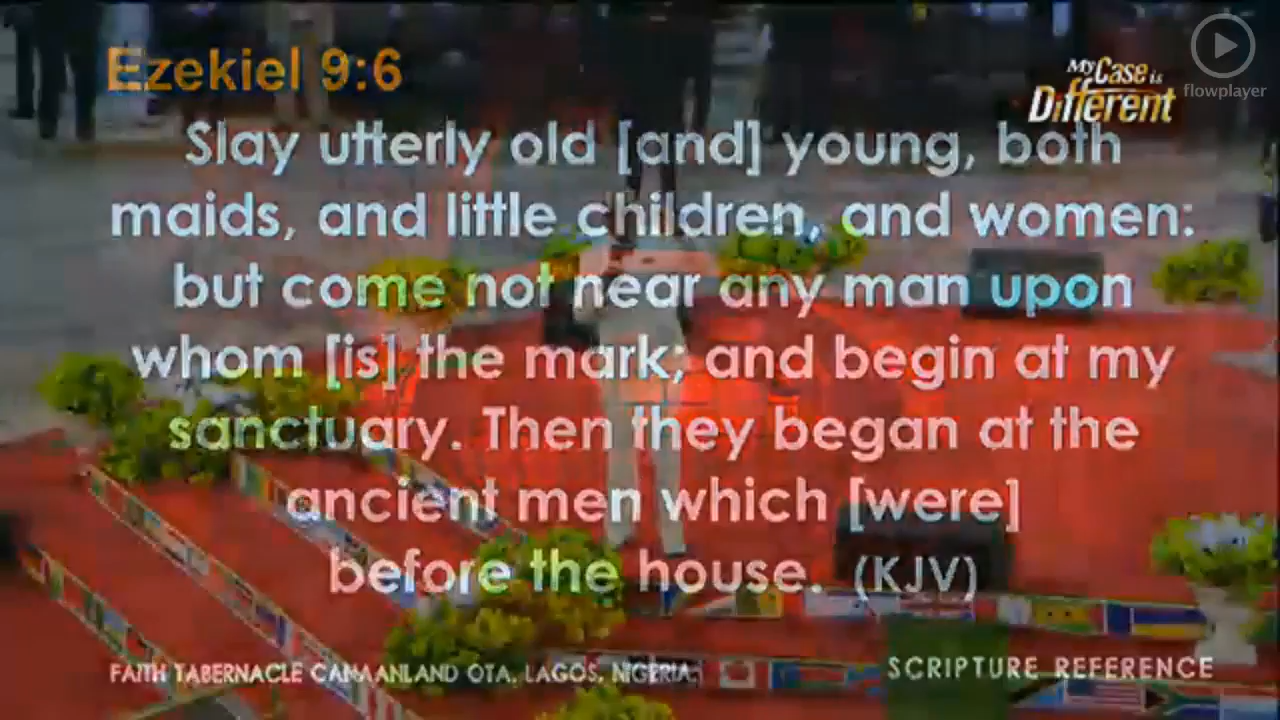 Ezekiel 9:6
My Case is
Different
flowplayer
Slay utterly old [and] young, both
maids, and little children, and women:
but come not near any man upon
whom [is] the mark; and begin at my
sanctuary. Then they began at the
ancient men which [were]
before the house. (KJV)
FAITH TABERNACLE CANAANLAND OTA, LAGOS, NIGERIA.
SCRIPTURE REFERENCE